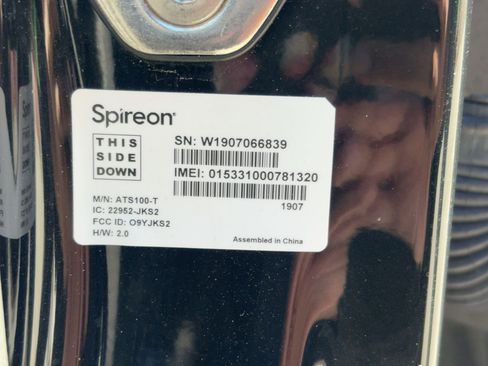 Spireon
THIS
SIDE
DOWN
SN: W1907066839
IMEI: 015331000781320
1907
M/N: ATS100-T
IC: 22952-JKS2
FCC ID: O9YJKS2
H/W: 2.0
Assembled in China